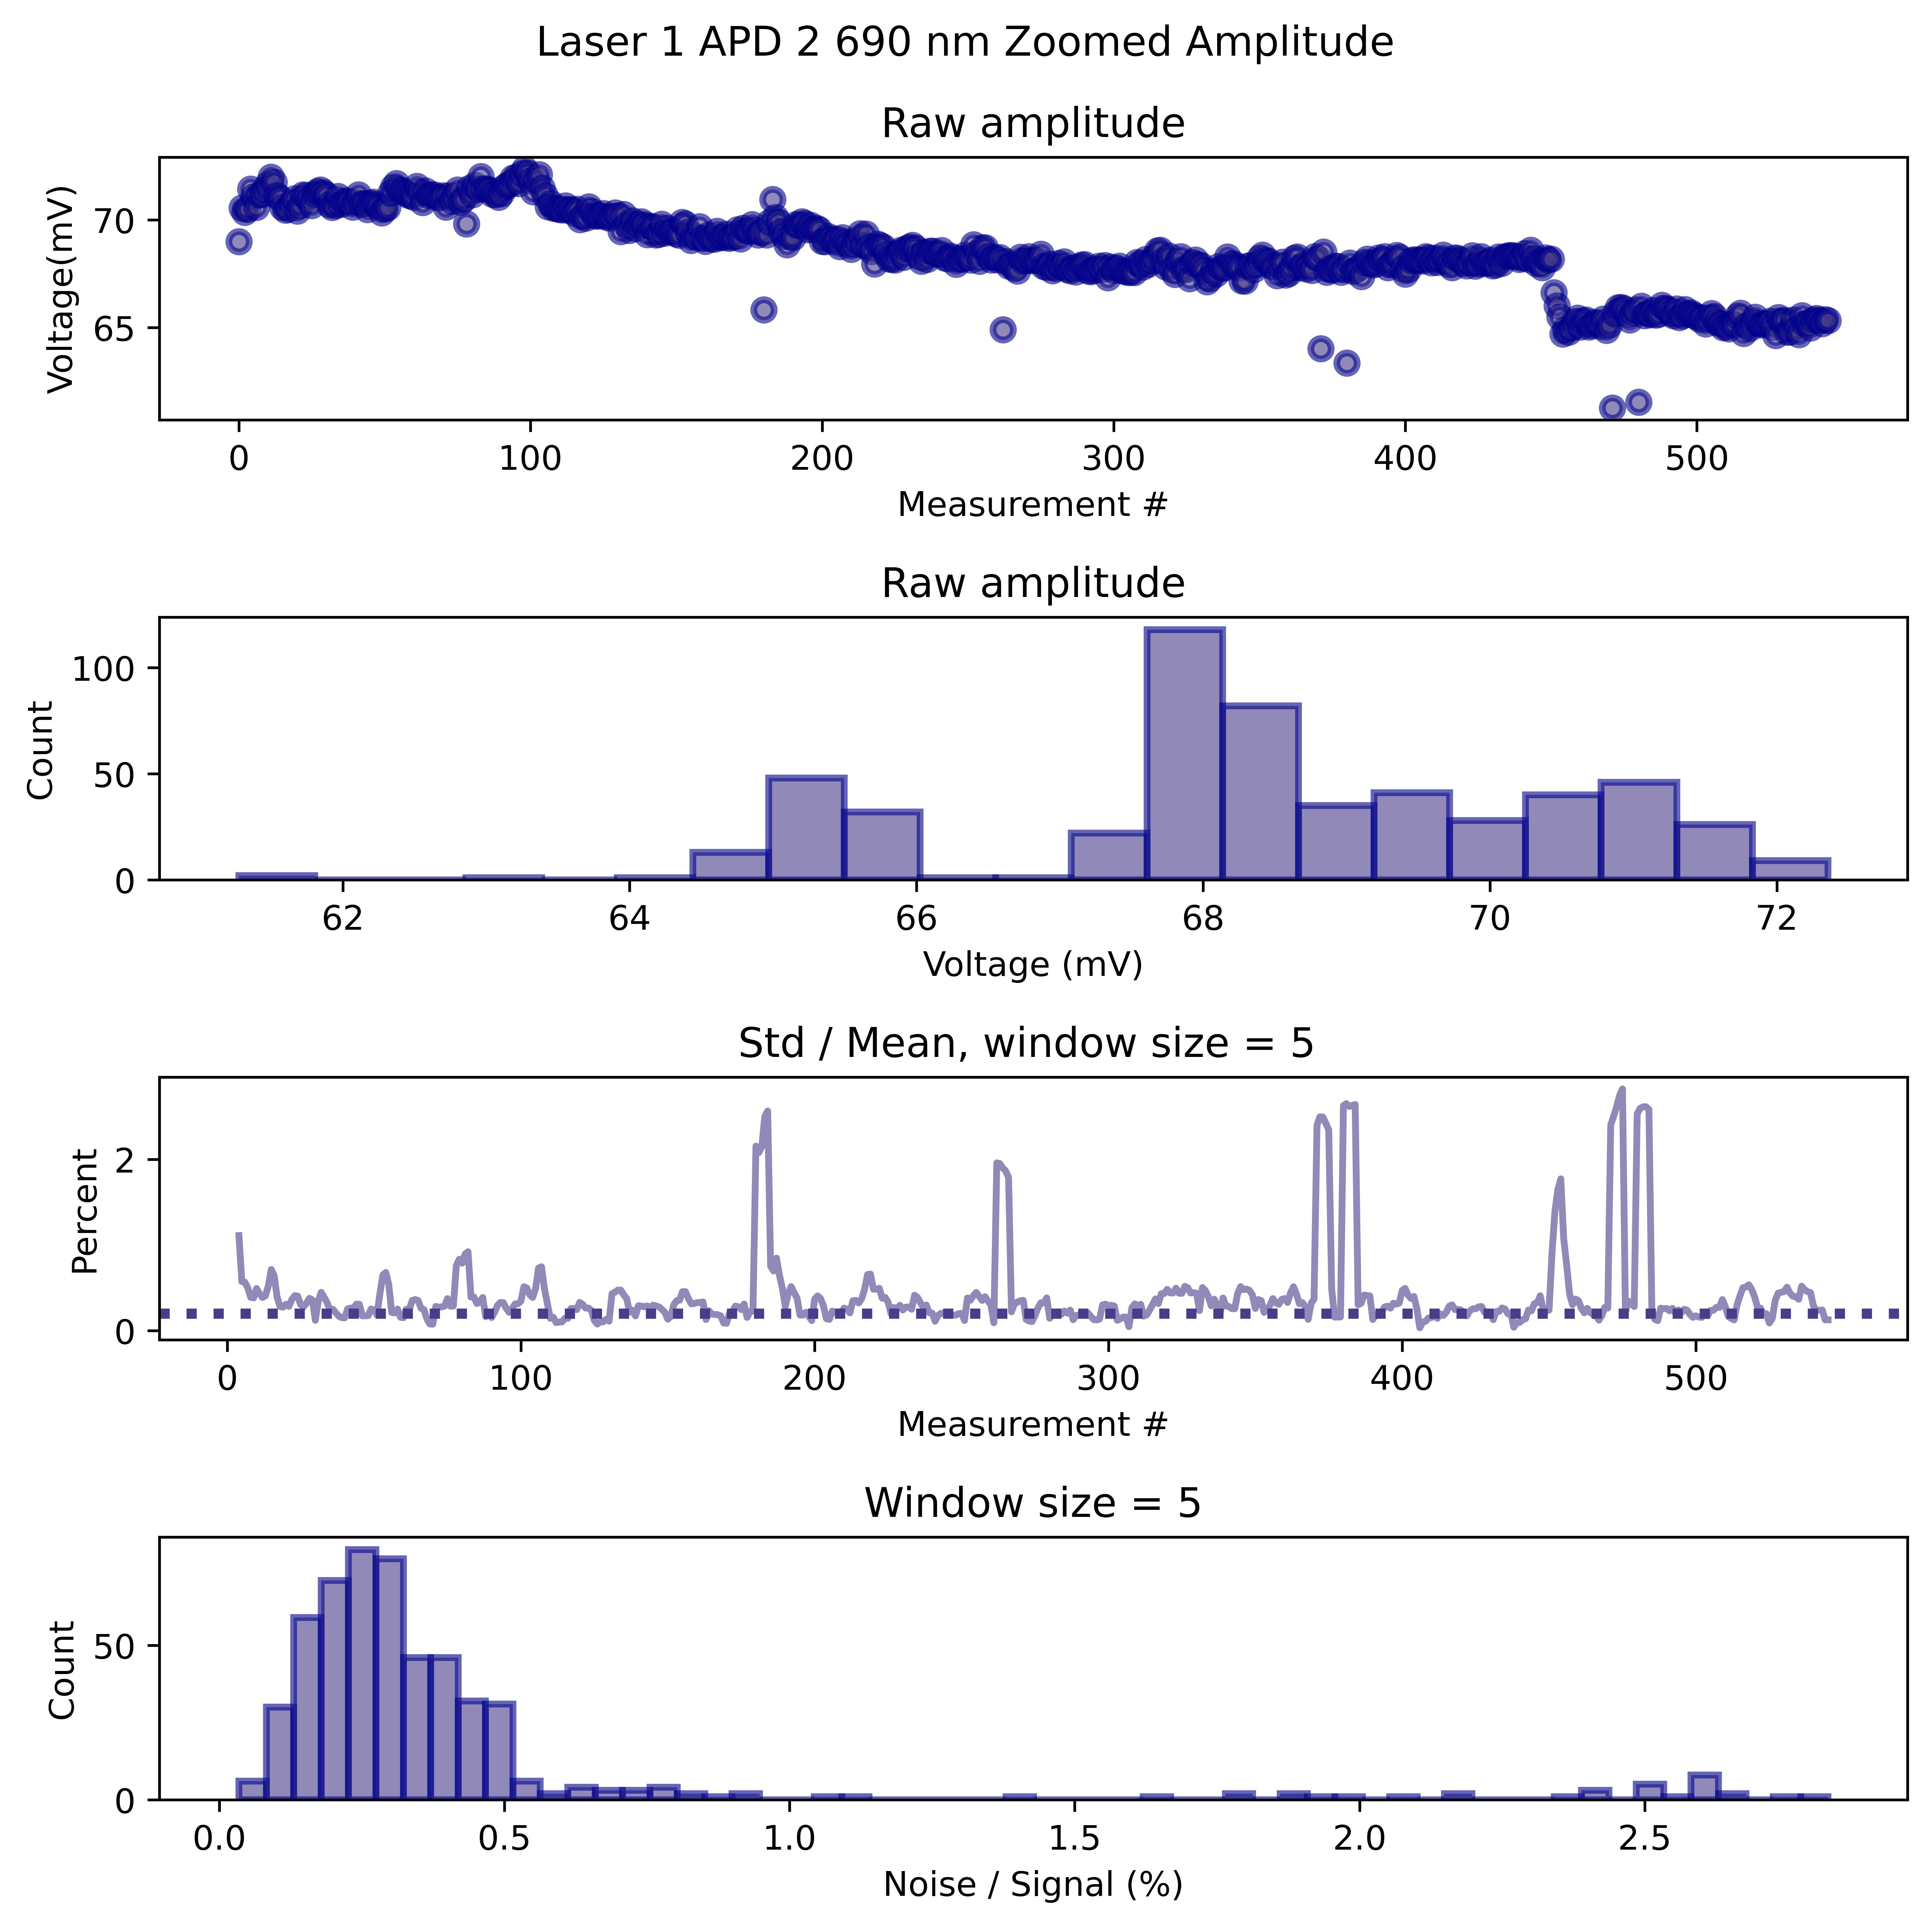 Laser 1 APD 2 690 nm Zoomed Amplitude
Raw amplitude
Voltage(mV)
70
65
0 100 200 300 400 500
Measurement #
Raw amplitude
Count
100
50
0
62 64 66 68 70 72
Voltage (mV)
Std / Mean, window size = 5
Percent
2
0
0 100 200 300 400 500
Measurement #
Window size = 5
Count
50
0
0.0 0.5 1.0 1.5 2.0 2.5
Noise / Signal (%)